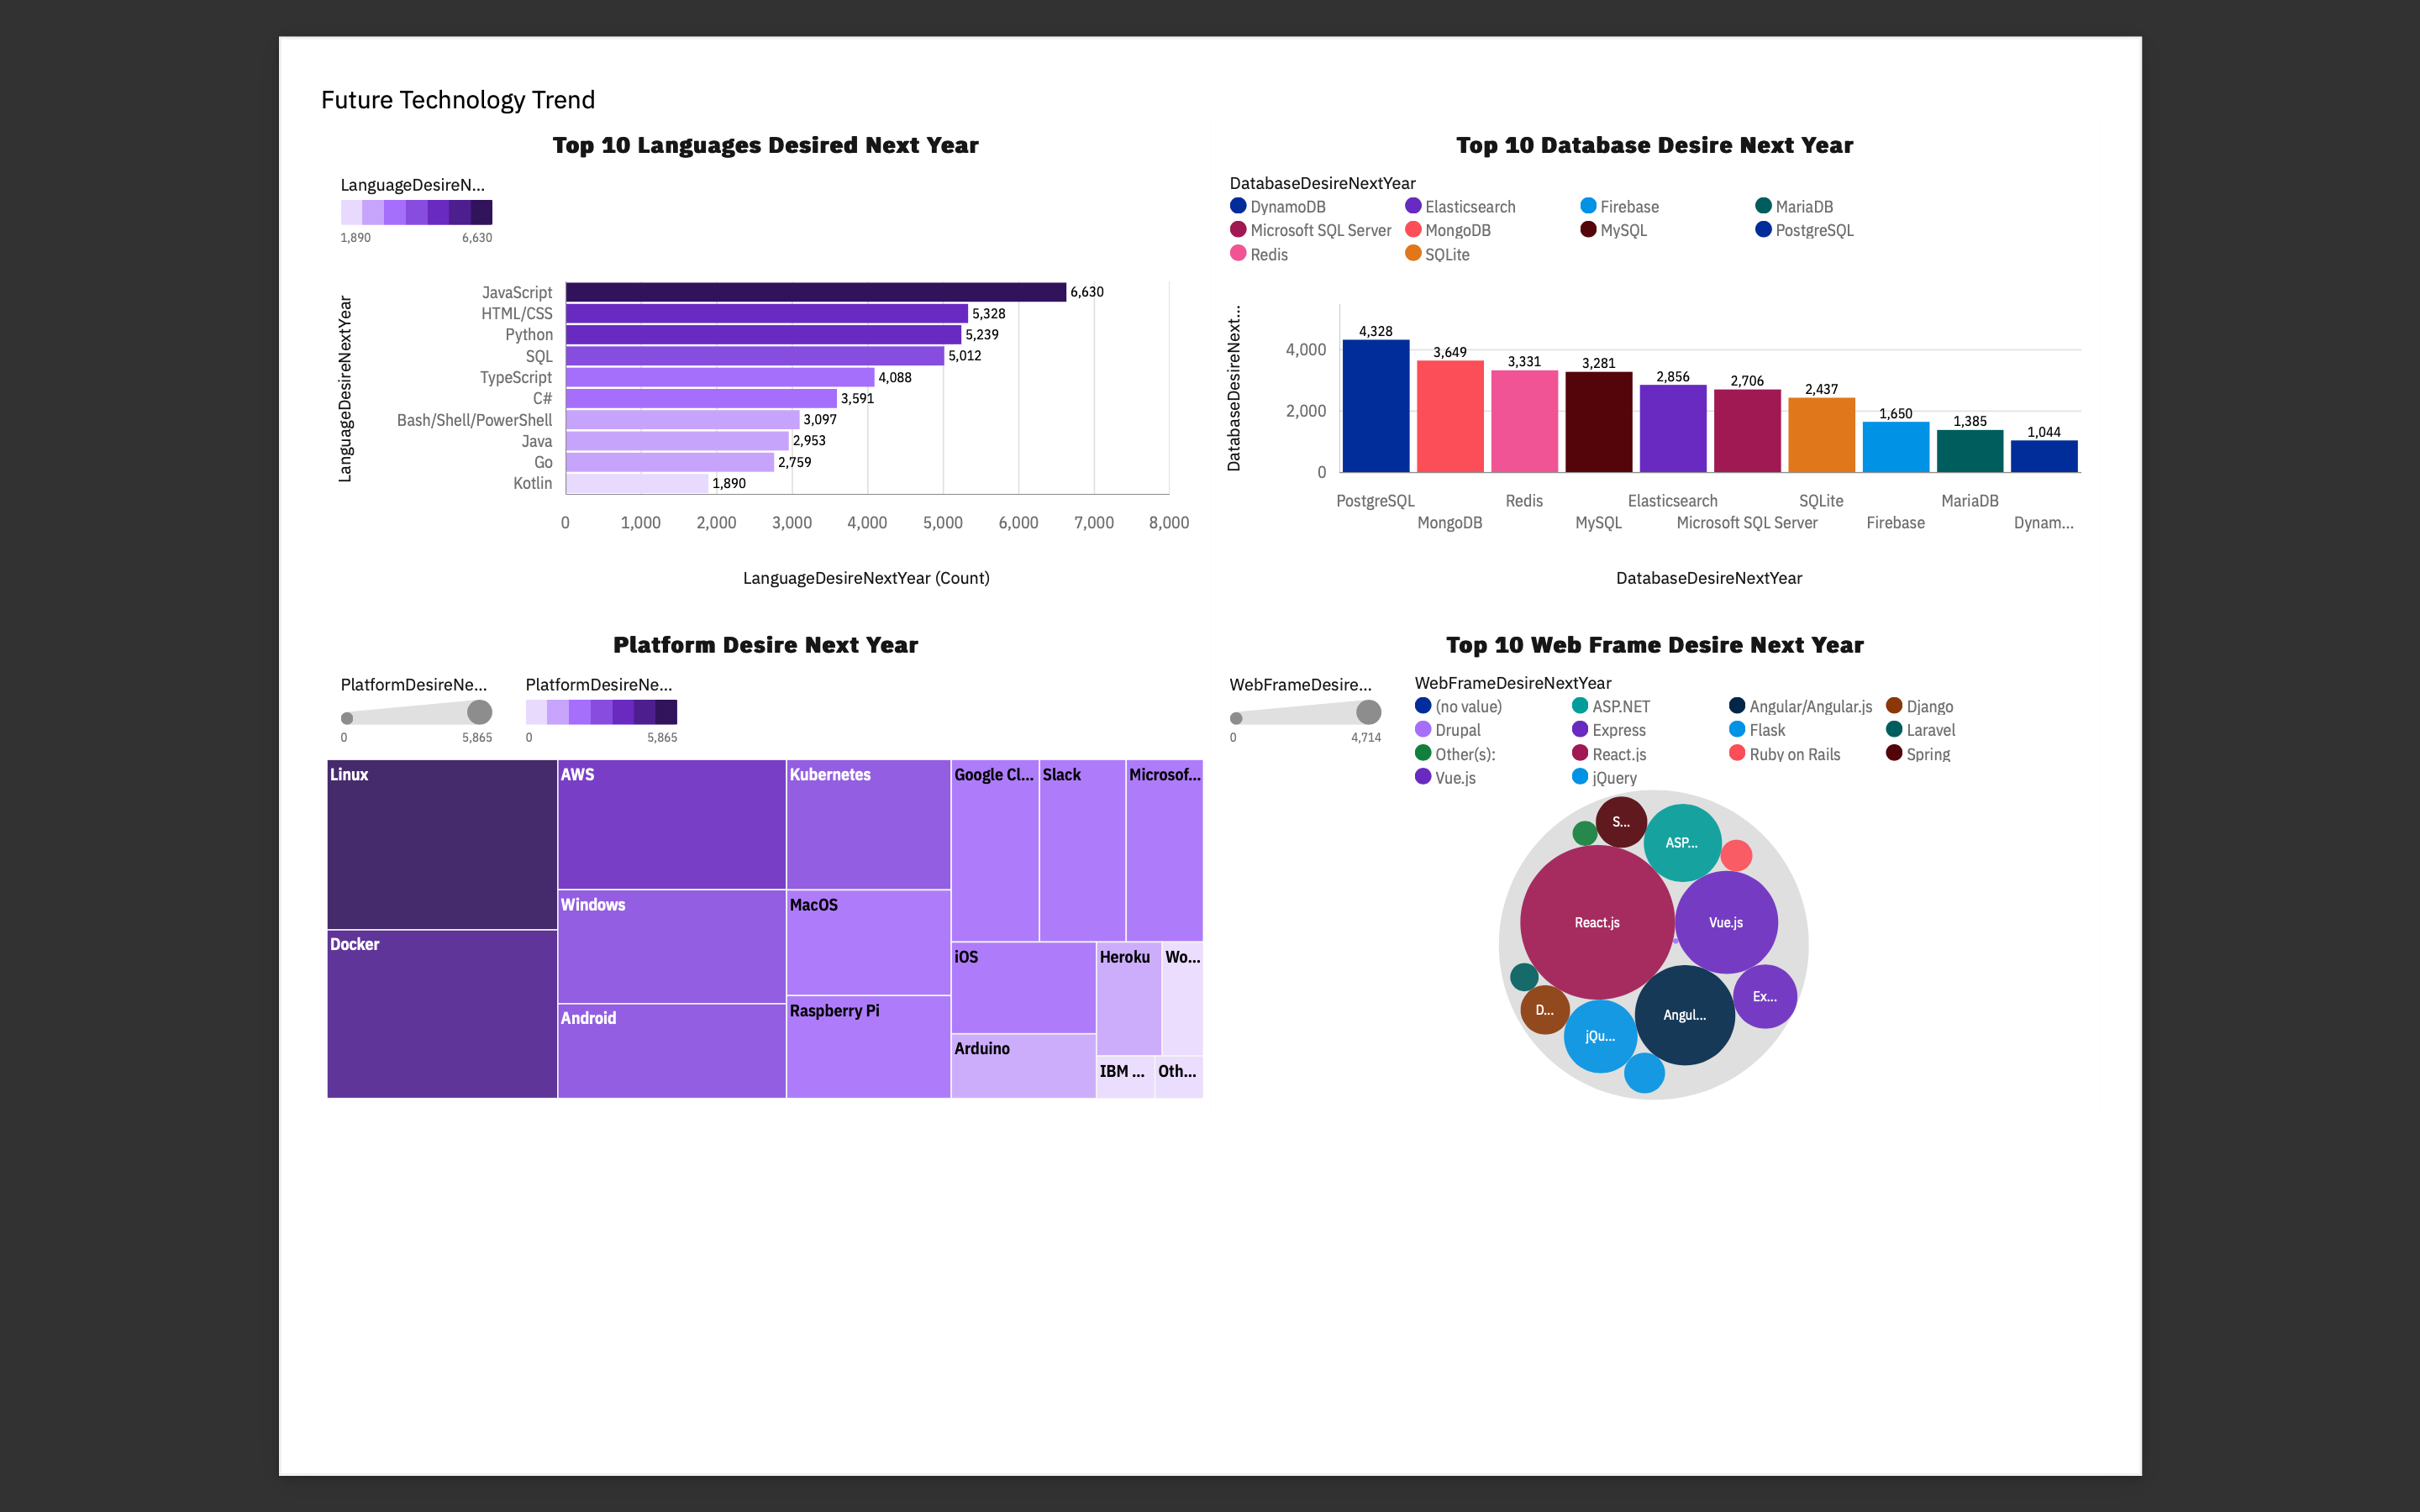 Future Technology Trend
Top 10 Languages Desired Next Year
LanguageDesireN...
1,890 6,630
LanguageDesireNextYear
JavaScript 6,630
HTML/CSS 5,328
Python 5,239
SQL 5,012
TypeScript 4,088
C# 3,591
Bash/Shell/PowerShell 3,097
Java 2,953
Go 2,759
Kotlin 1,890
0 1,000 2,000 3,000 4,000 5,000 6,000 7,000 8,000
LanguageDesireNextYear (Count)
Top 10 Database Desire Next Year
DatabaseDesireNextYear
DynamoDB Elasticsearch Firebase MariaDB
Microsoft SQL Server MongoDB MySQL PostgreSQL
Redis SQLite
DatabaseDesireNext...
4,000
2,000
0
4,328 3,649 3,331 3,281 2,856 2,706 2,437 1,650 1,385 1,044
PostgreSQL Redis Elasticsearch SQLite MariaDB
MongoDB MySQL Microsoft SQL Server Firebase Dynam...
DatabaseDesireNextYear
Platform Desire Next Year
PlatformDesireNe... PlatformDesireNe...
0 5,865 0 5,865
Linux AWS Kubernetes Google Cl... Slack Microsof...
Windows MacOS
Docker iOS Heroku Wo...
Android Raspberry Pi
Arduino IBM ... Oth...
Top 10 Web Frame Desire Next Year
WebFrameDesire...
0 4,714
WebFrameDesireNextYear
(no value) ASP.NET Angular/Angular.js Django
Drupal Express Flask Laravel
Other(s): React.js Ruby on Rails Spring
Vue.js jQuery
S...
ASP...
React.js Vue.js
Ex...
D... Angul...
jQu...